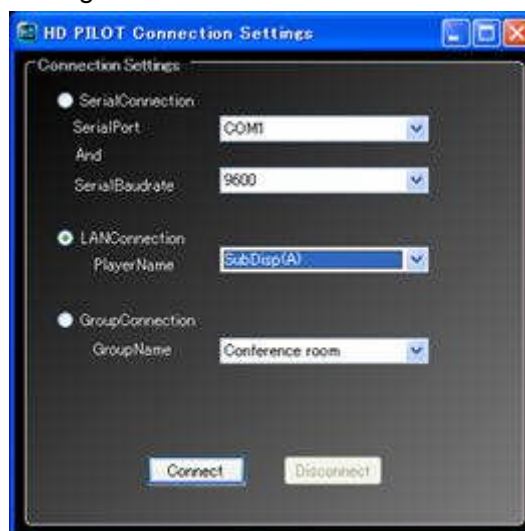 HD PILOT Connection Settings
Connection Settings
SerialConnection
SerialPort COM1
And
SerialBaudrate 9600
LANConnection
PlayerName SubDisp(A)
GroupConnection
GroupName Conference room
Connect Disconnect